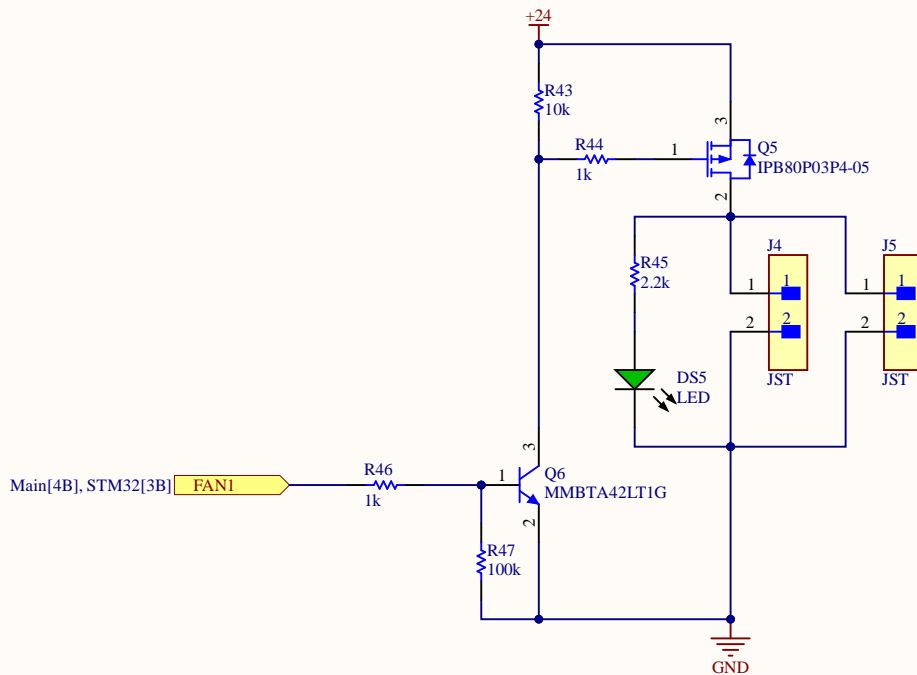 +24
R43
10k
R44
1k
1
3
Q5
IPB80P03P4-05
2
R45
2.2k
J4
1
1
2
2
JST
J5
1
1
2
2
JST
DS5
LED
3
Q6
MMBTA42LT1G
1
2
Main[4B], STM32[3B]
FAN1
R46
1k
R47
100k
GND